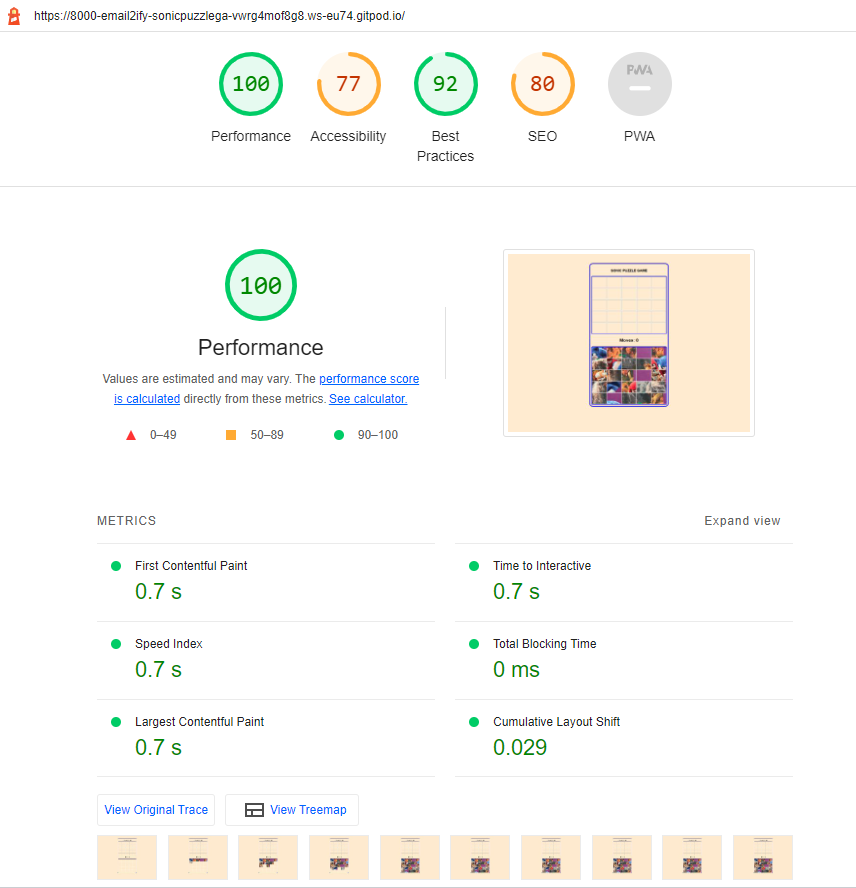 https://8000-email2ify-sonicpuzzlega-vwrg4mof8g8.ws-eu74.gitpod.io/
100
77
92
80
PWA
Performance
Accessibility
Best
Practices
SEO
PWA
100
Performance
Values are estimated and may vary. The performance score
is calculated directly from these metrics. See calculator.
0–49
50–89
90–100
SONIC PUZZLE GAME
Moves: 0
METRICS
Expand view
First Contentful Paint
0.7 s
Time to Interactive
0.7 s
Speed Index
0.7 s
Total Blocking Time
0 ms
Largest Contentful Paint
0.7 s
Cumulative Layout Shift
0.029
View Original Trace
View Treemap